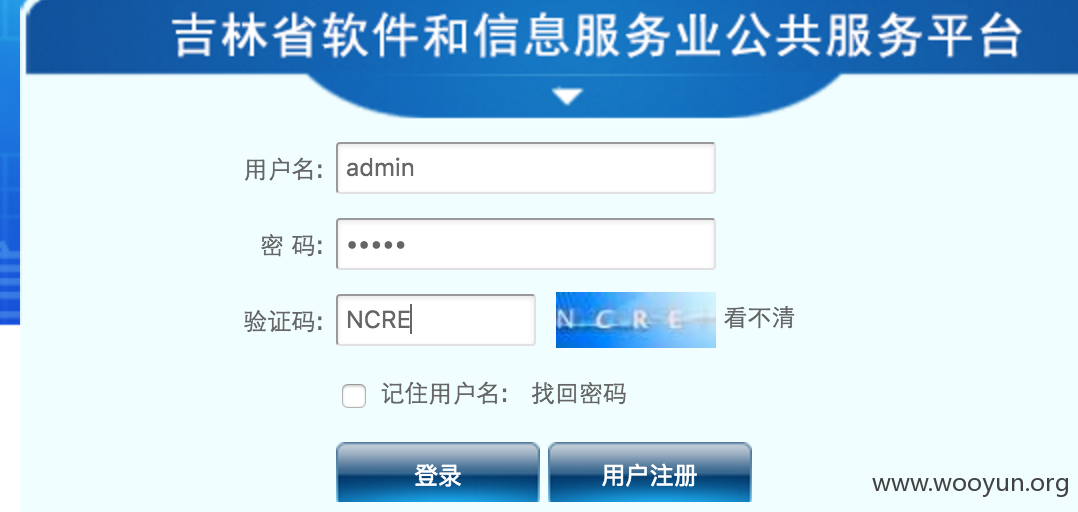 吉林省软件和信息服务业公共服务平台
用户名: admin
密 码: •••••
验证码: NCRE NCRE 看不清
记住用户名: 找回密码
登录 用户注册
www.wooyun.org